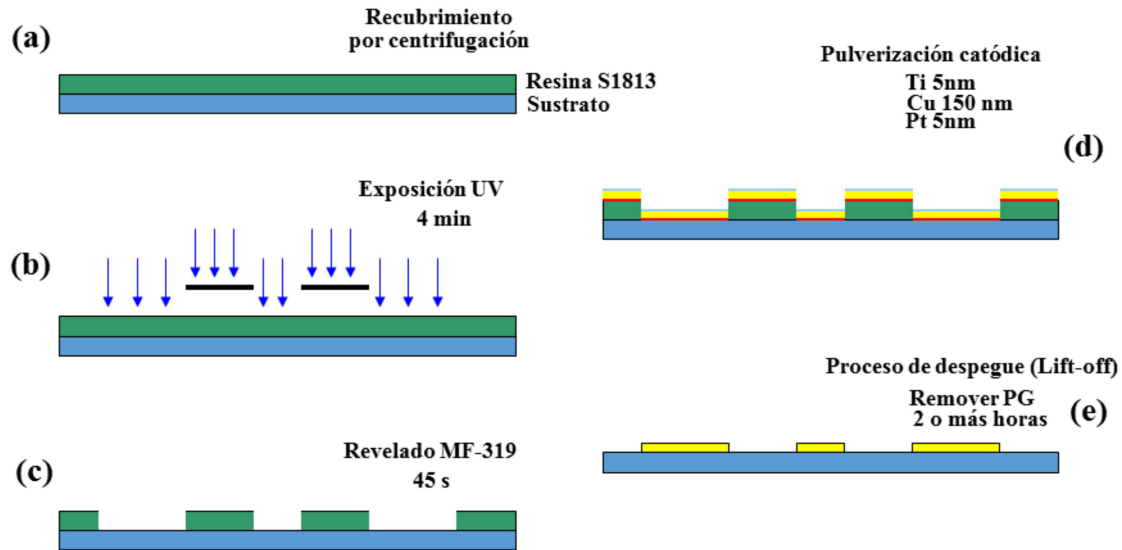 (a)
Recubrimiento
por centrifugación
Resina S1813
Sustrato
(b)
Exposición UV
4 min
(c)
Revelado MF-319
45 s
Pulverización catódica
Ti 5nm
Cu 150 nm
Pt 5nm
(d)
Proceso de despegue (Lift-off)
Remover PG
2 o más horas
(e)